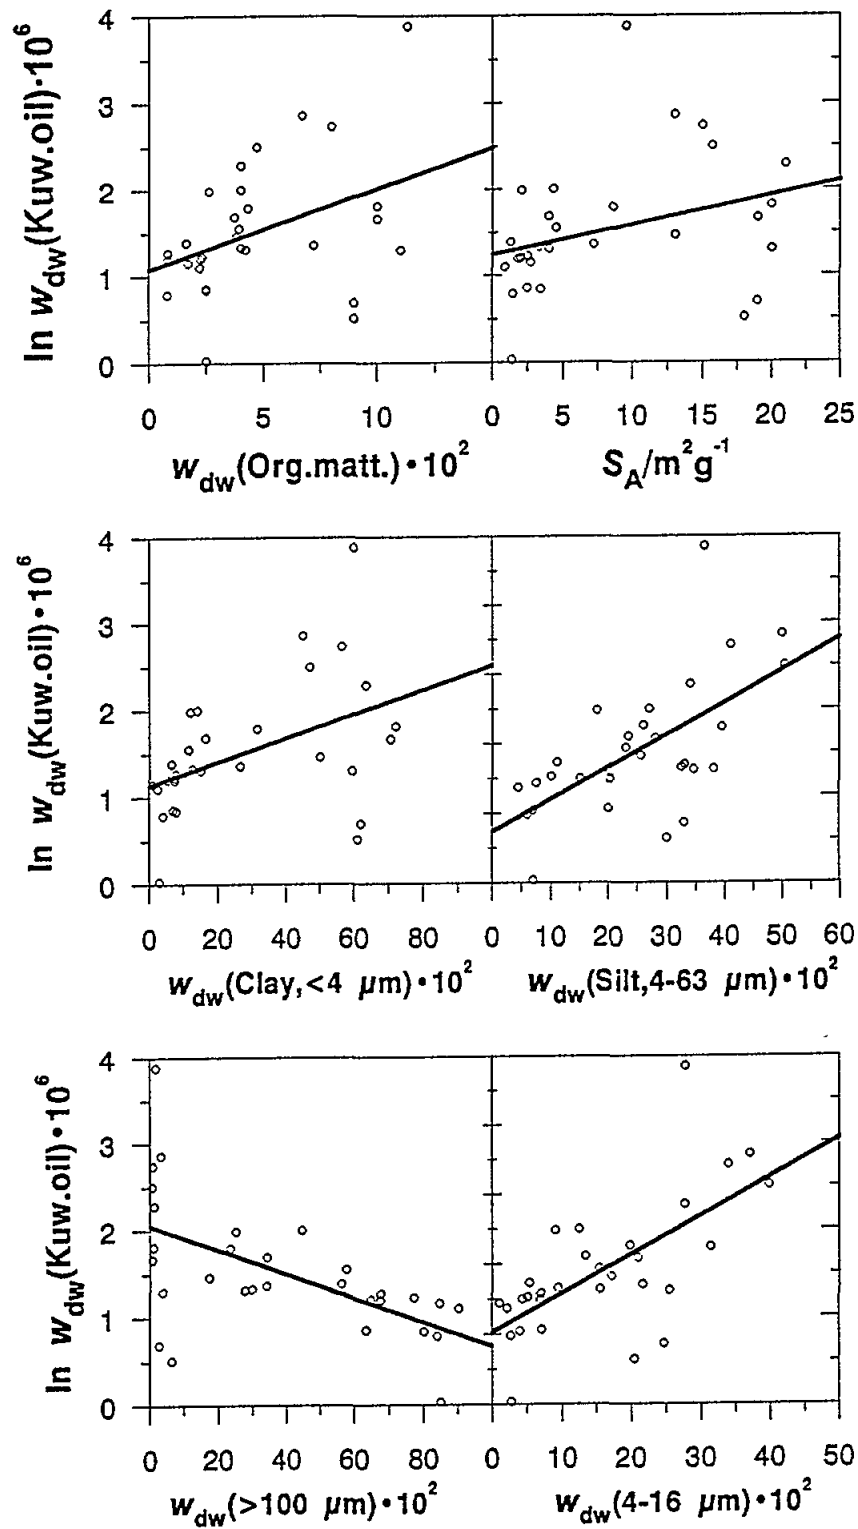 4
3
2
1
0
ln w_dw(Kuw.oil)·10^6
0 5 10 0 5 10 15 20 25
w_dw(Org.matt.)·10^2 S_A/m^2g^-1
4
3
2
1
0
ln w_dw(Kuw.oil)·10^6
0 20 40 60 80 0 10 20 30 40 50 60
w_dw(Clay,<4 μm)·10^2 w_dw(Silt,4-63 μm)·10^2
4
3
2
1
0
ln w_dw(Kuw.oil)·10^6
0 20 40 60 80 0 10 20 30 40 50
w_dw(>100 μm)·10^2 w_dw(4-16 μm)·10^2